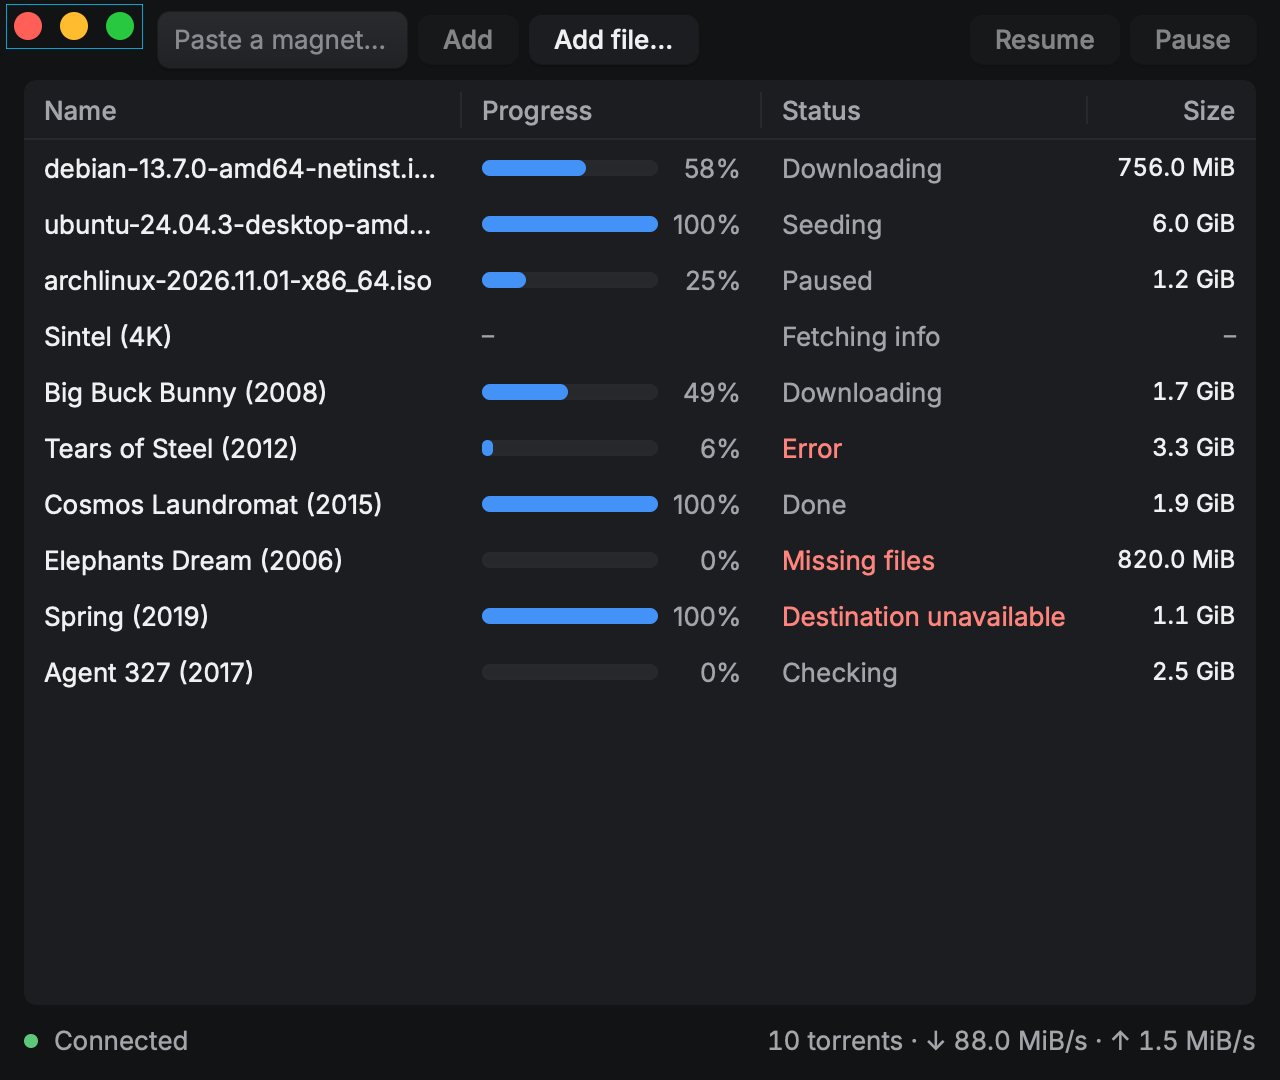 Paste a magnet... Add Add file... Resume Pause
Name Progress Status Size
debian-13.7.0-amd64-netinst.i... 58% Downloading 756.0 MiB
ubuntu-24.04.3-desktop-amd... 100% Seeding 6.0 GiB
archlinux-2026.11.01-x86_64.iso 25% Paused 1.2 GiB
Sintel (4K) – Fetching info –
Big Buck Bunny (2008) 49% Downloading 1.7 GiB
Tears of Steel (2012) 6% Error 3.3 GiB
Cosmos Laundromat (2015) 100% Done 1.9 GiB
Elephants Dream (2006) 0% Missing files 820.0 MiB
Spring (2019) 100% Destination unavailable 1.1 GiB
Agent 327 (2017) 0% Checking 2.5 GiB
Connected 10 torrents · ↓ 88.0 MiB/s · ↑ 1.5 MiB/s